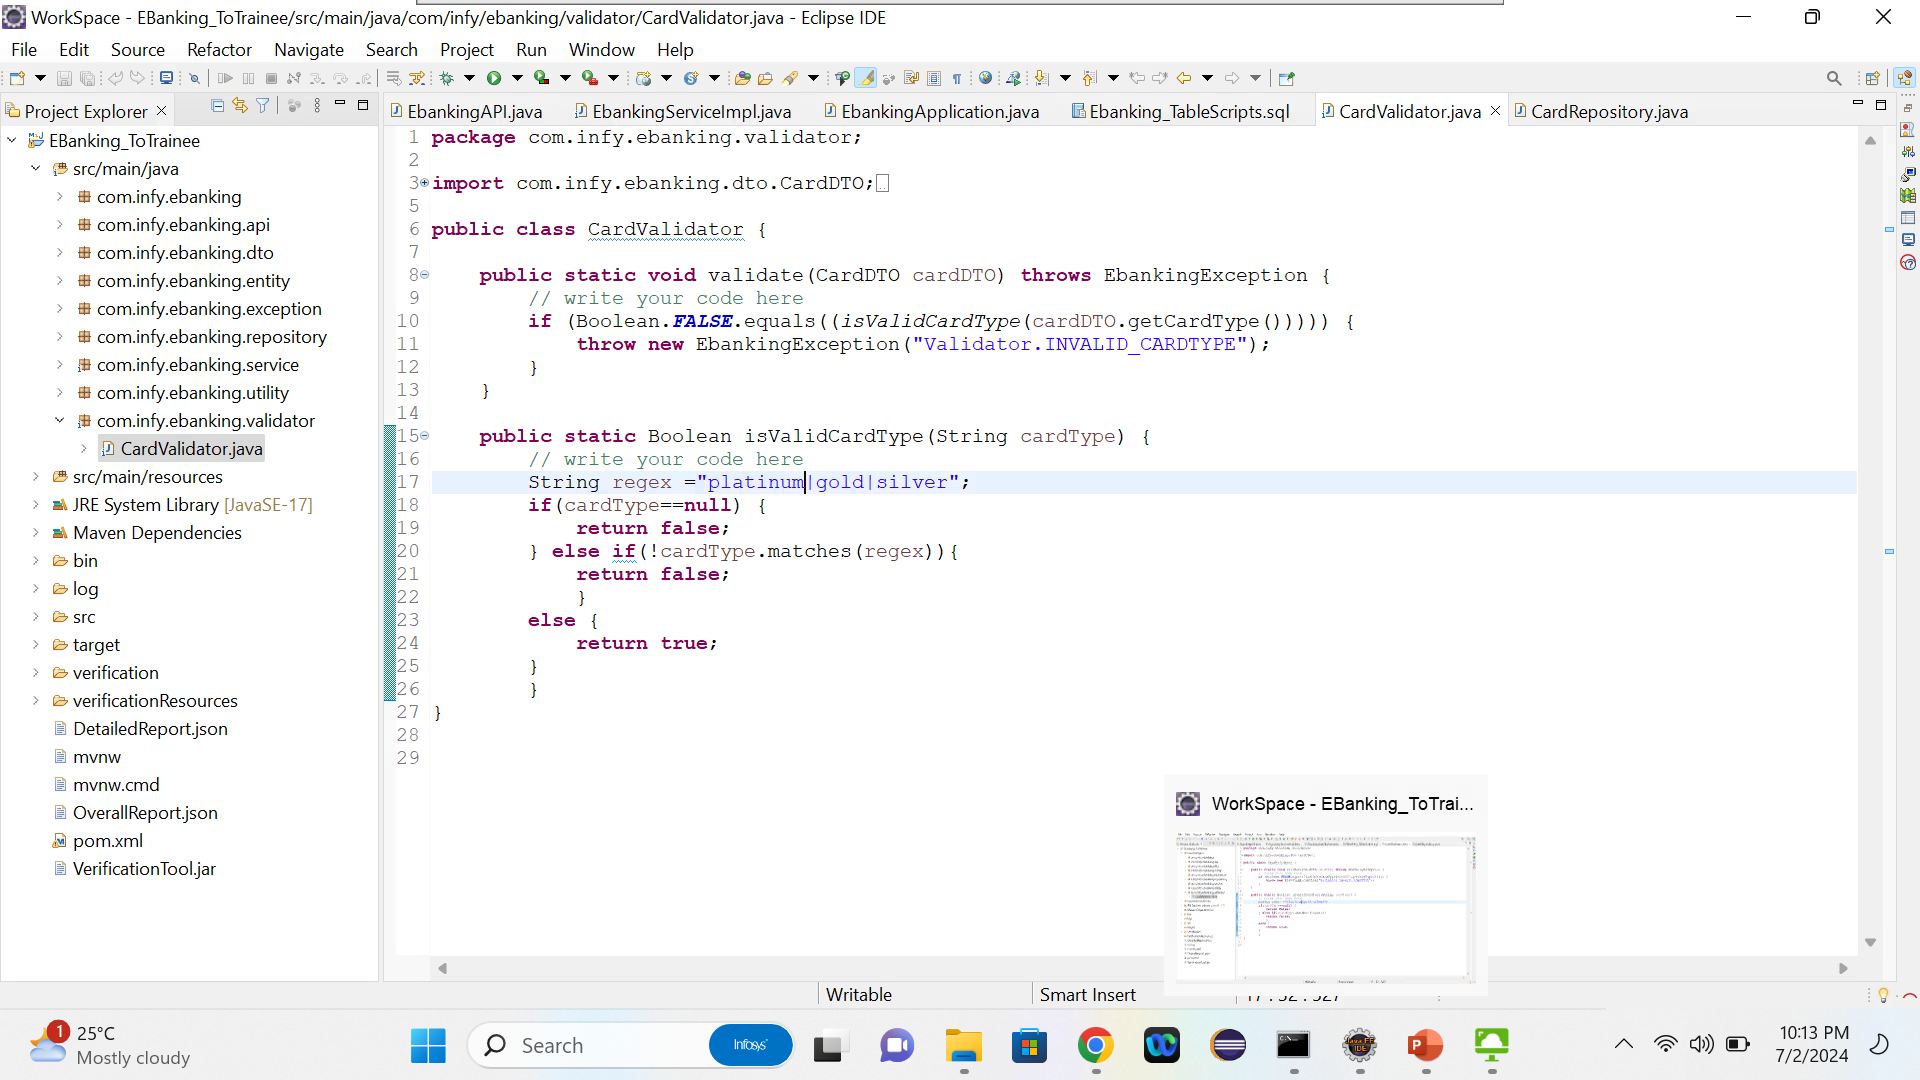 WorkSpace - EBanking_ToTrainee/src/main/java/com/infy/ebanking/validator/CardValidator.java - Eclipse IDE
File Edit Source Refactor Navigate Search Project Run Window Help
Project Explorer
EbankingAPI.java EbankingServiceImpl.java EbankingApplication.java Ebanking_TableScripts.sql CardValidator.java CardRepository.java
EBanking_ToTrainee
src/main/java
com.infy.ebanking
com.infy.ebanking.api
com.infy.ebanking.dto
com.infy.ebanking.entity
com.infy.ebanking.exception
com.infy.ebanking.repository
com.infy.ebanking.service
com.infy.ebanking.utility
com.infy.ebanking.validator
CardValidator.java
src/main/resources
JRE System Library [JavaSE-17]
Maven Dependencies
bin
log
src
target
verification
verificationResources
DetailedReport.json
mvnw
mvnw.cmd
OverallReport.json
pom.xml
VerificationTool.jar
1 package com.infy.ebanking.validator;
2
3 import com.infy.ebanking.dto.CardDTO;
5
6 public class CardValidator {
7
8 public static void validate(CardDTO cardDTO) throws EbankingException {
9 // write your code here
10 if (Boolean.FALSE.equals((isValidCardType(cardDTO.getCardType())))) {
11 throw new EbankingException("Validator.INVALID_CARDTYPE");
12 }
13 }
14
15 public static Boolean isValidCardType(String cardType) {
16 // write your code here
17 String regex ="platinum|gold|silver";
18 if(cardType==null) {
19 return false;
20 } else if(!cardType.matches(regex)){
21 return false;
22 }
23 else {
24 return true;
25 }
26 }
27 }
28
29
WorkSpace - EBanking_ToTrai...
Writable Smart Insert
1
25°C
Mostly cloudy
Search
Infosys
10:13 PM
7/2/2024